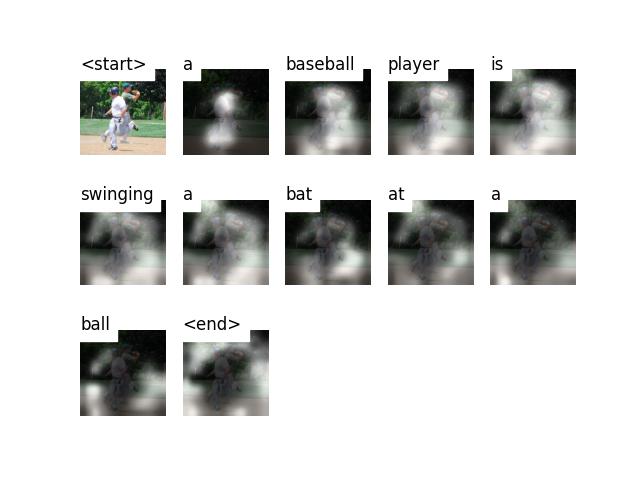 <start> a baseball player is
swinging a bat at a
ball <end>